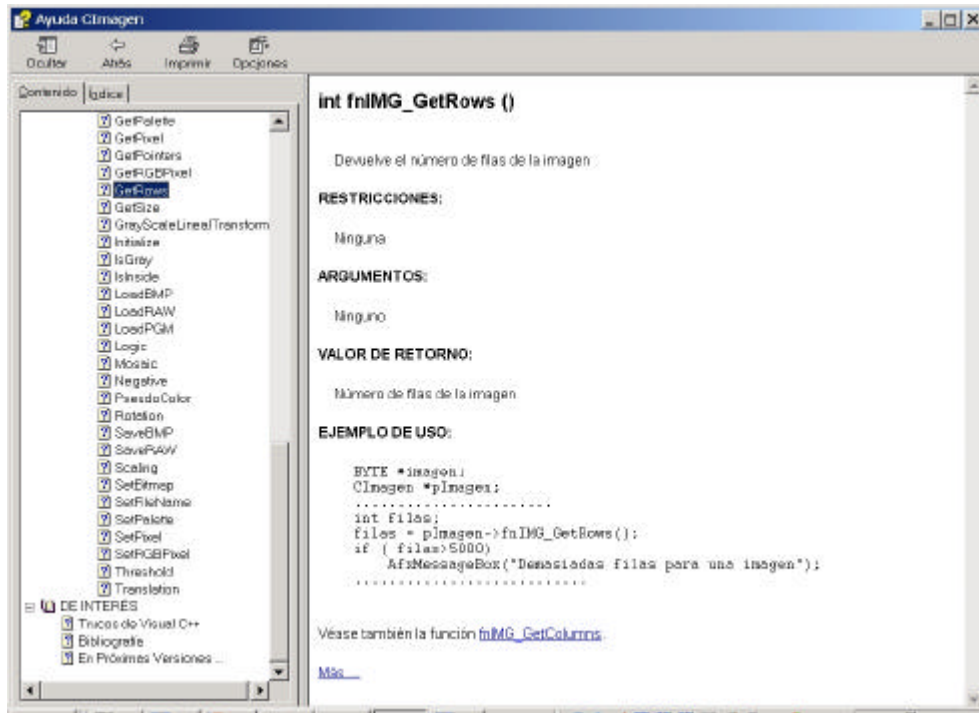 Ayuda CImagen
Ocultar Atrás Imprimir Opciones
Contenido Índice
GetPalette
GetPixel
GetPointers
GetRGBPixel
GetRows
GetSize
GrayScaleLinealTransform
Initialize
IsGray
IsInside
LoadBMP
LoadRAW
LoadPGM
Logic
Mosaic
Negative
PseudoColor
Rotation
SaveBMP
SaveRAW
Scaling
SetBitmap
SetFileName
SetPalette
SetPixel
SetRGBPixel
Threshold
Translation
DE INTERÉS
Trucos de Visual C++
Bibliografía
En Próximas Versiones ...
int fnIMG_GetRows ()
Devuelve el número de filas de la imagen
RESTRICCIONES:
Ninguna
ARGUMENTOS:
Ninguno
VALOR DE RETORNO:
Número de filas de la imagen
EJEMPLO DE USO:
BYTE *imagen;
CImagen *pImagen;
........................
int filas;
filas = pImagen->fnIMG_GetRows();
if ( filas>5000)
AfxMessageBox("Demasiadas filas para una imagen");
............................
Véase también la función fnIMG_GetColumns.
Más ...